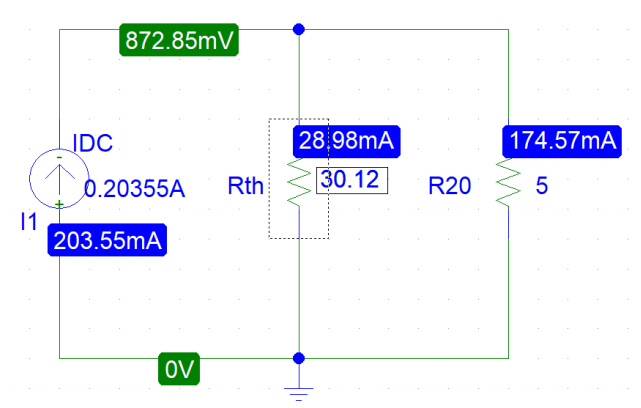 872.85mV
IDC
28.98mA
174.57mA
-
0.20355A
Rth
30.12
R20
5
+
I1
203.55mA
0V